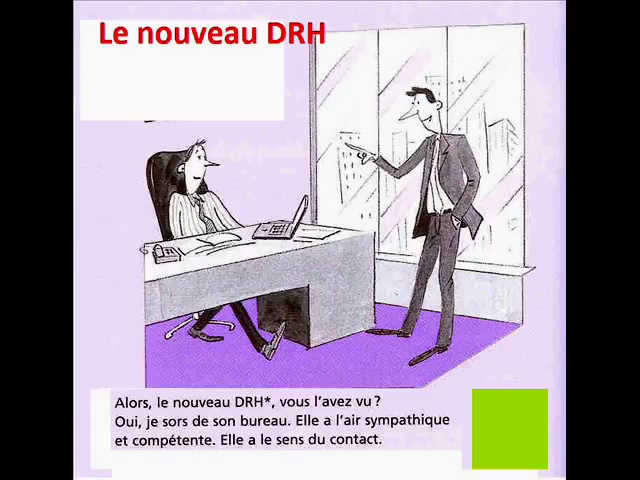 Le nouveau DRH
Alors, le nouveau DRH*, vous l'avez vu ?
Oui, je sors de son bureau. Elle a l'air sympathique
et compétente. Elle a le sens du contact.